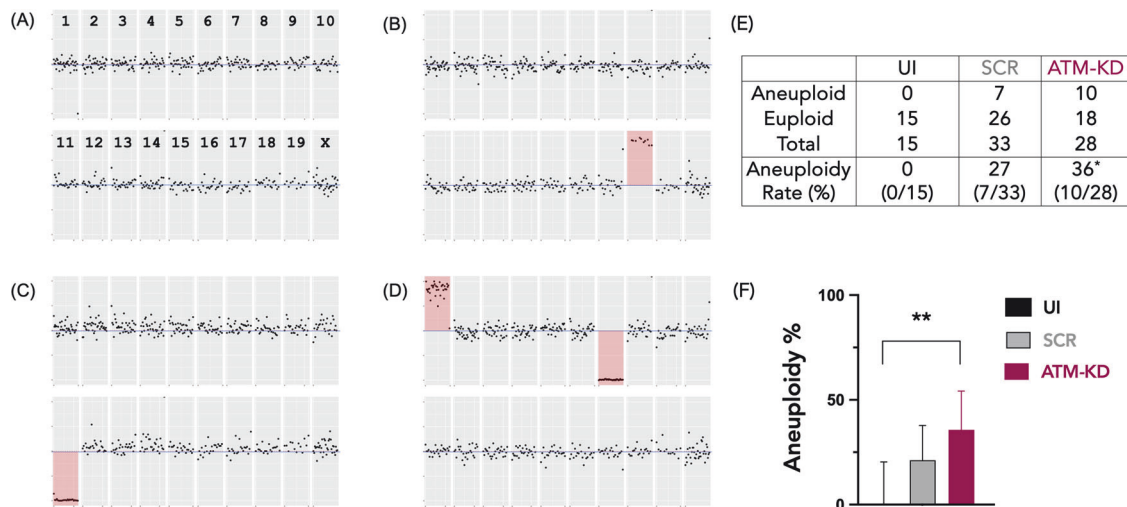 (A)
1 2 3 4 5 6 7 8 9 10
11 12 13 14 15 16 17 18 19 X
(B)
(C)
(D)
(E)
UI SCR ATM-KD
Aneuploid 0 7 10
Euploid 15 26 18
Total 15 33 28
Aneuploidy 0 27 36*
Rate (%) (0/15) (7/33) (10/28)
(F)
Aneuploidy %
100
50
0
**
UI
SCR
ATM-KD